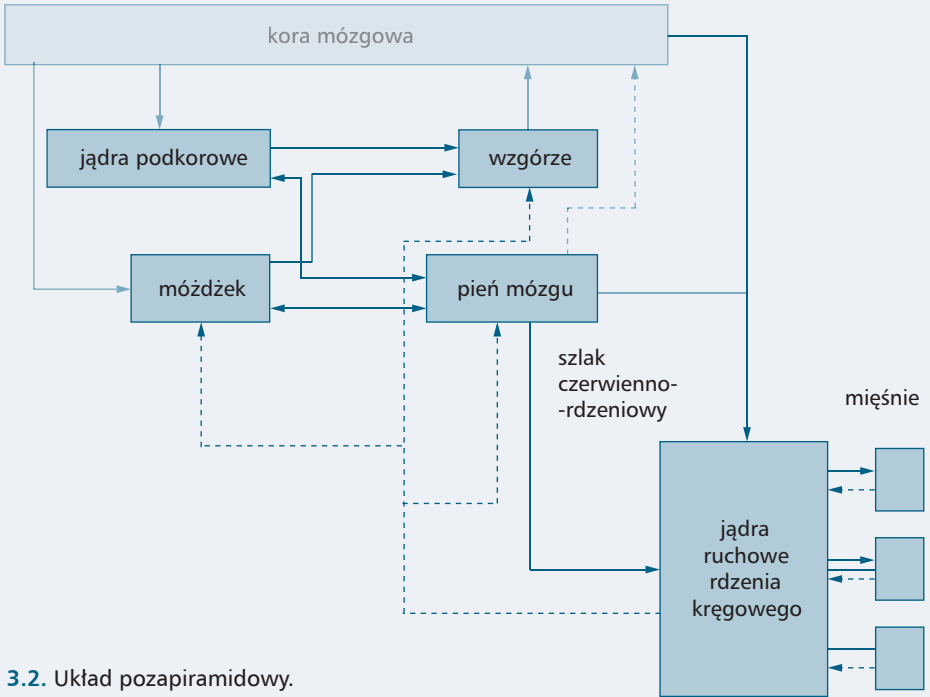 kora mózgowa
jądra podkorowe
wzgórze
móżdżek
pień mózgu
szlak
czerwienno-
-rdzeniowy
mięśnie
jądra
ruchowe
rdzenia
kręgowego
3.2. Układ pozapiramidowy.